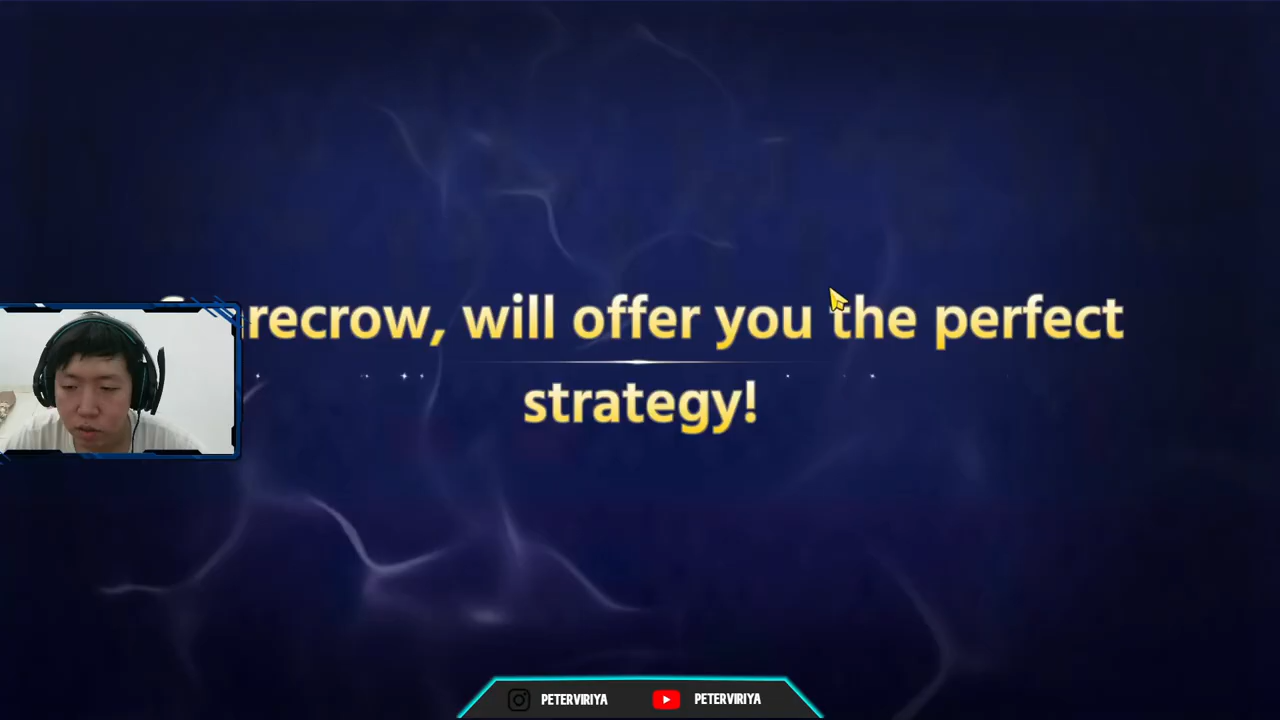 recrow, will offer you the perfect
strategy!
PETERVIRIYA
PETERVIRIYA